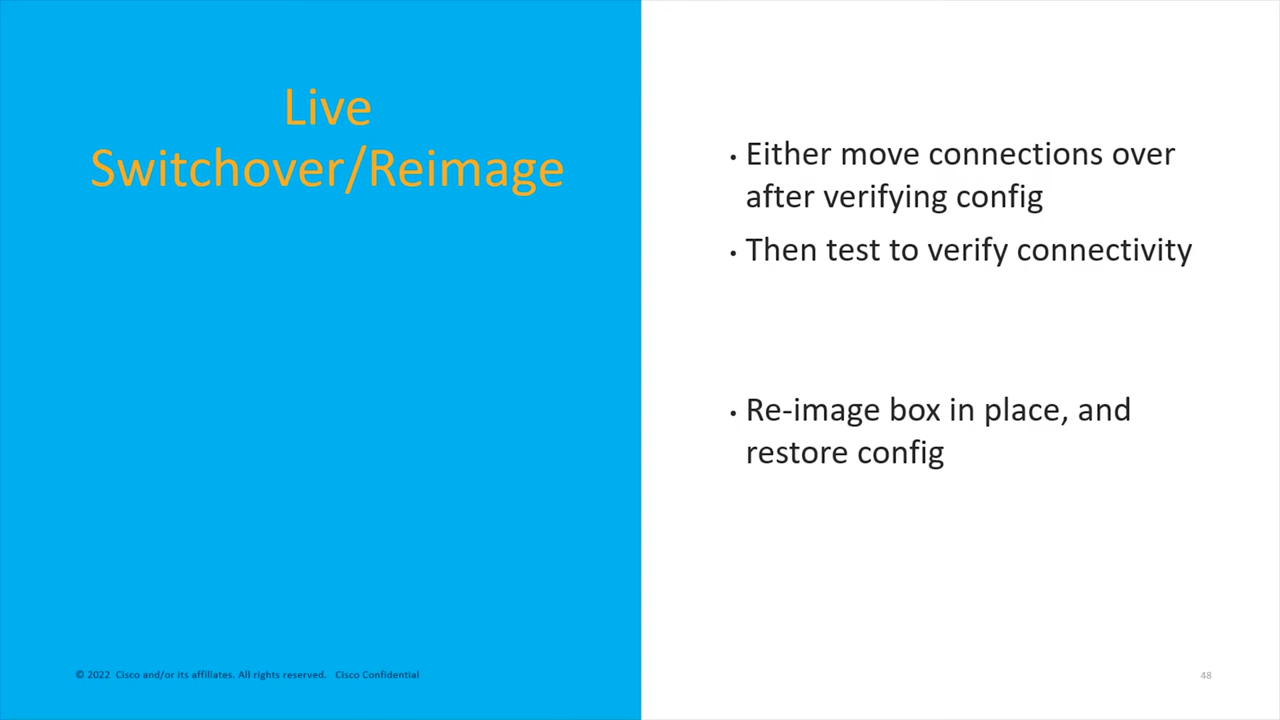 Live
Switchover/Reimage
• Either move connections over
after verifying config
• Then test to verify connectivity
• Re-image box in place, and
restore config
© 2022 Cisco and/or its affiliates. All rights reserved. Cisco Confidential
48